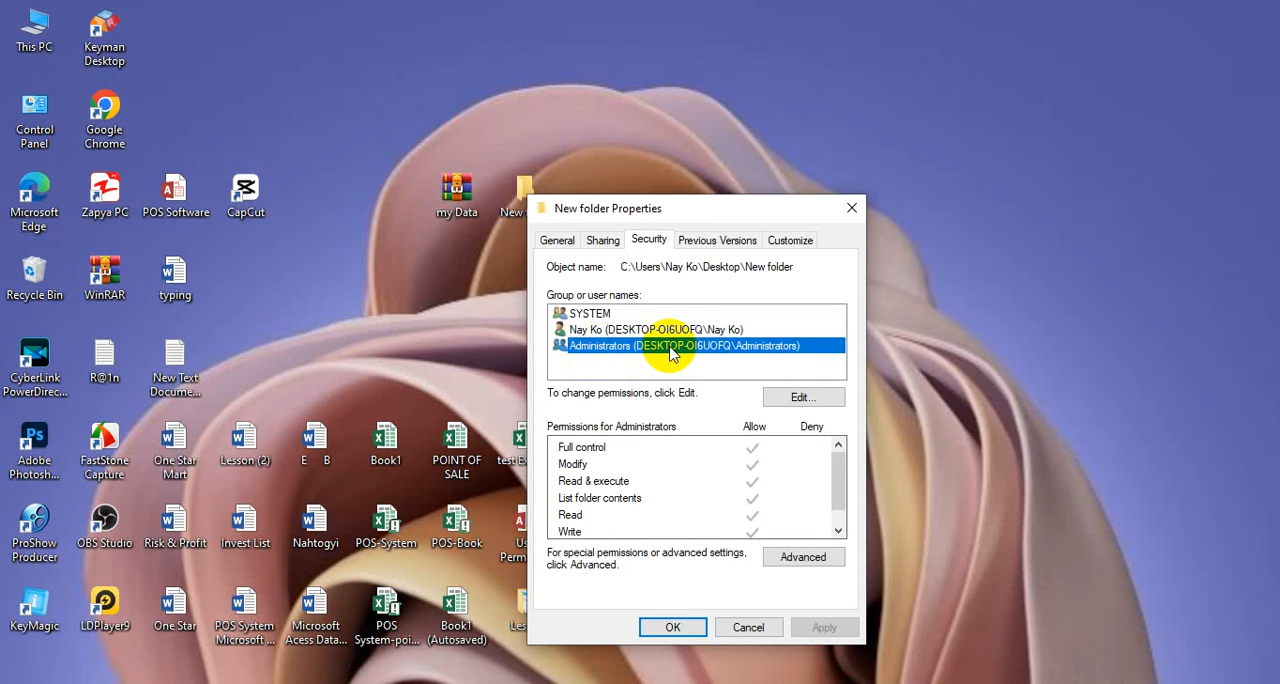 This PC
Keyman
Desktop
Control
Panel
Google
Chrome
Microsoft
Edge
Zapya PC
POS Software
CapCut
my Data
New
Recycle Bin
WinRAR
typing
CyberLink
PowerDirec...
R@1n
New Text
Docume...
Adobe
Photosh...
FastStone
Capture
One Star
Mart
Lesson (2)
E B
Book1
POINT OF
SALE
ProShow
Producer
OBS Studio
Risk & Profit
Invest List
Nahtogyi
POS-System
POS-Book
KeyMagic
LDPlayer9
One Star
POS System
Microsoft ...
Microsoft
Acess Data...
POS
System-poi...
Book1
(Autosaved)
New folder Properties
General Sharing Security Previous Versions Customize
Object name: C:\Users\Nay Ko\Desktop\New folder
Group or user names:
SYSTEM
Nay Ko (DESKTOP-OI6UOFQ\Nay Ko)
Administrators (DESKTOP-OI6UOFQ\Administrators)
To change permissions, click Edit.
Edit...
Permissions for Administrators Allow Deny
Full control
Modify
Read & execute
List folder contents
Read
Write
For special permissions or advanced settings,
click Advanced.
Advanced
OK Cancel Apply